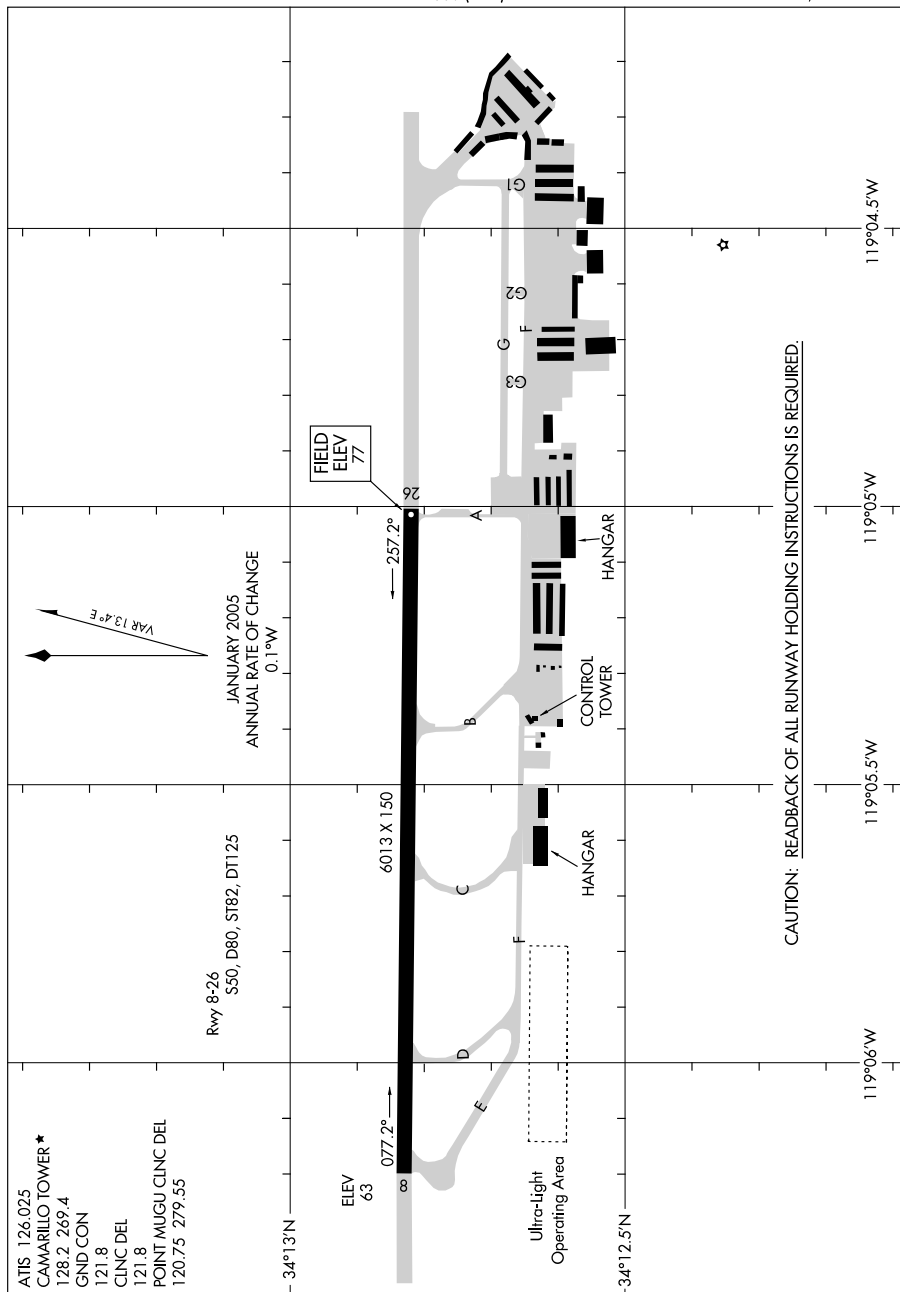 ATIS 126.025
CAMARILLO TOWER★
128.2 269.4
GND CON
121.8
CLNC DEL
121.8
POINT MUGU CLNC DEL
120.75 279.55
Rwy 8-26
S50, D80, ST82, DT125
VAR 13.4° E
JANUARY 2005
ANNUAL RATE OF CHANGE
0.1°W
FIELD
ELEV
77
34°13'N
ELEV
63
8
077.2°
6013 X 150
257.2°
26
E
D
C
B
A
F
G
F
G3
G2
G1
Ultra-Light
Operating Area
HANGAR
CONTROL
TOWER
HANGAR
34°12.5'N
CAUTION: READBACK OF ALL RUNWAY HOLDING INSTRUCTIONS IS REQUIRED.
119°06'W
119°05.5'W
119°05'W
119°04.5'W